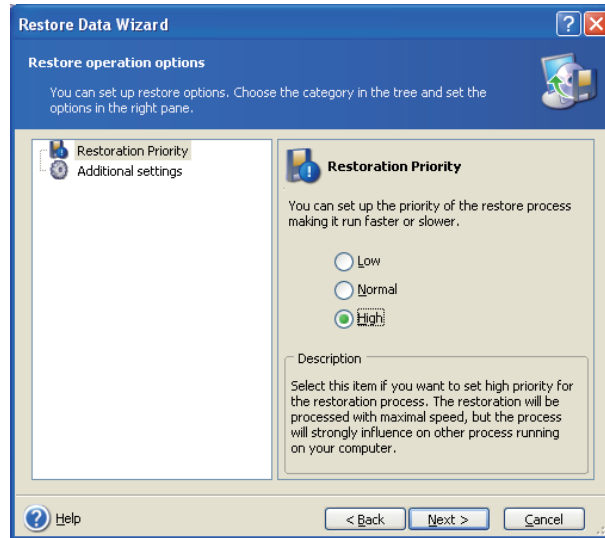 Restore Data Wizard
Restore operation options
You can set up restore options. Choose the category in the tree and set the
options in the right pane.
Restoration Priority
Additional settings
Restoration Priority
You can set up the priority of the restore process
making it run faster or slower.
Low
Normal
High
Description
Select this item if you want to set high priority for
the restoration process. The restoration will be
processed with maximal speed, but the process
will strongly influence on other process running
on your computer.
Help
< Back
Next >
Cancel